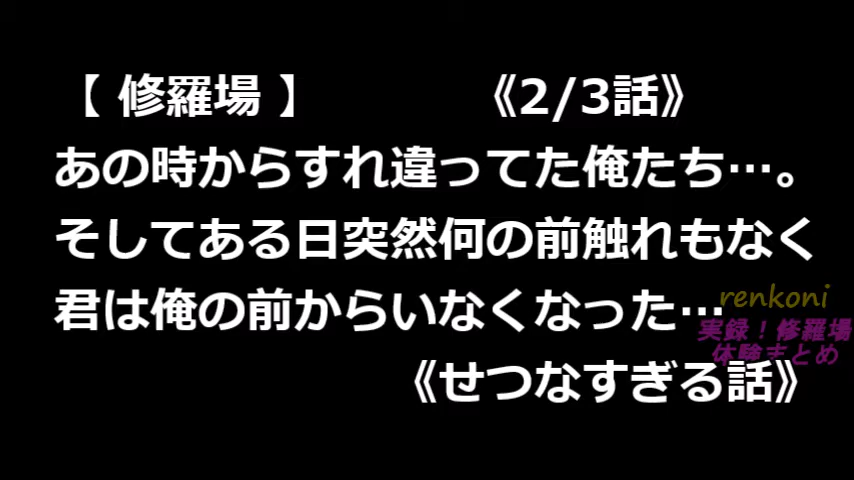 【 修羅場 】 《2/3話》
あの時からすれ違ってた俺たち…。
そしてある日突然何の前触れもなく
君は俺の前からいなくなった…
《せつなすぎる話》
renkoni
実録！修羅場
体験まとめ